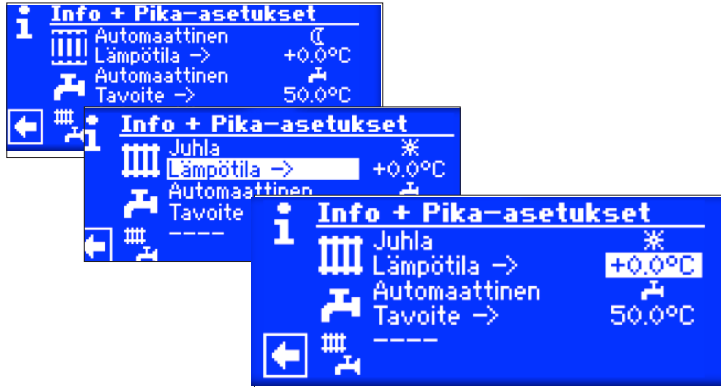 Info + Pika-asetukset
Automaattinen
Lämpötila -> +0.0°C
Automaattinen
Tavoite -> 50.0°C
Info + Pika-asetukset
Juhla
Lämpötila -> +0.0°C
Automaattinen
Tavoite
----
Info + Pika-asetukset
Juhla
Lämpötila -> +0.0°C
Automaattinen
Tavoite -> 50.0°C
----